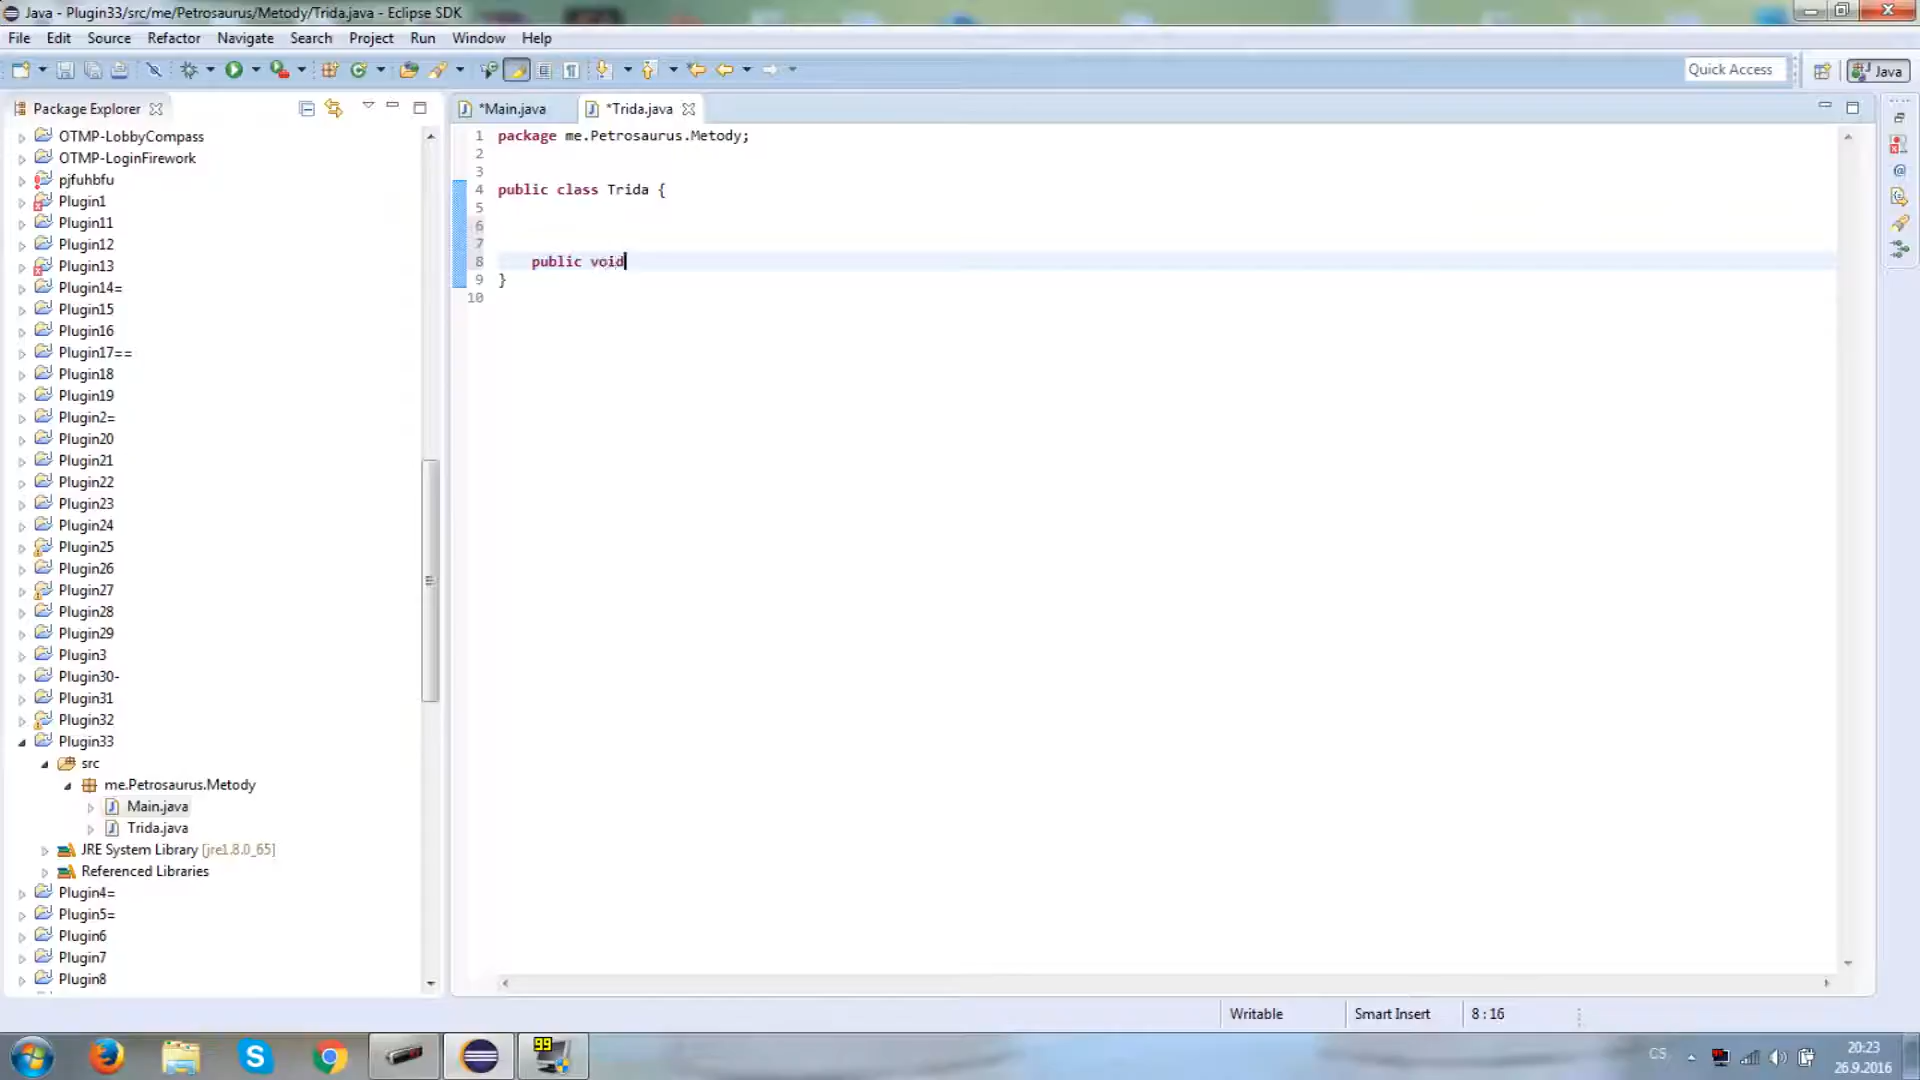 Java - Plugin33/src/me/Petrosaurus/Metody/Trida.java - Eclipse SDK
File Edit Source Refactor Navigate Search Project Run Window Help
Quick Access
Java
Package Explorer
*Main.java
*Trida.java
OTMP-LobbyCompass
OTMP-LoginFirework
pjfuhbfu
Plugin1
Plugin11
Plugin12
Plugin13
Plugin14=
Plugin15
Plugin16
Plugin17==
Plugin18
Plugin19
Plugin2=
Plugin20
Plugin21
Plugin22
Plugin23
Plugin24
Plugin25
Plugin26
Plugin27
Plugin28
Plugin29
Plugin3
Plugin30-
Plugin31
Plugin32
Plugin33
src
me.Petrosaurus.Metody
Main.java
Trida.java
JRE System Library [jre1.8.0_65]
Referenced Libraries
Plugin4=
Plugin5=
Plugin6
Plugin7
Plugin8
1 package me.Petrosaurus.Metody;
2
3
4 public class Trida {
5
6
7
8 public void
9 }
10
Writable
Smart Insert
8 : 16
99
CS
20:23
26.9.2016